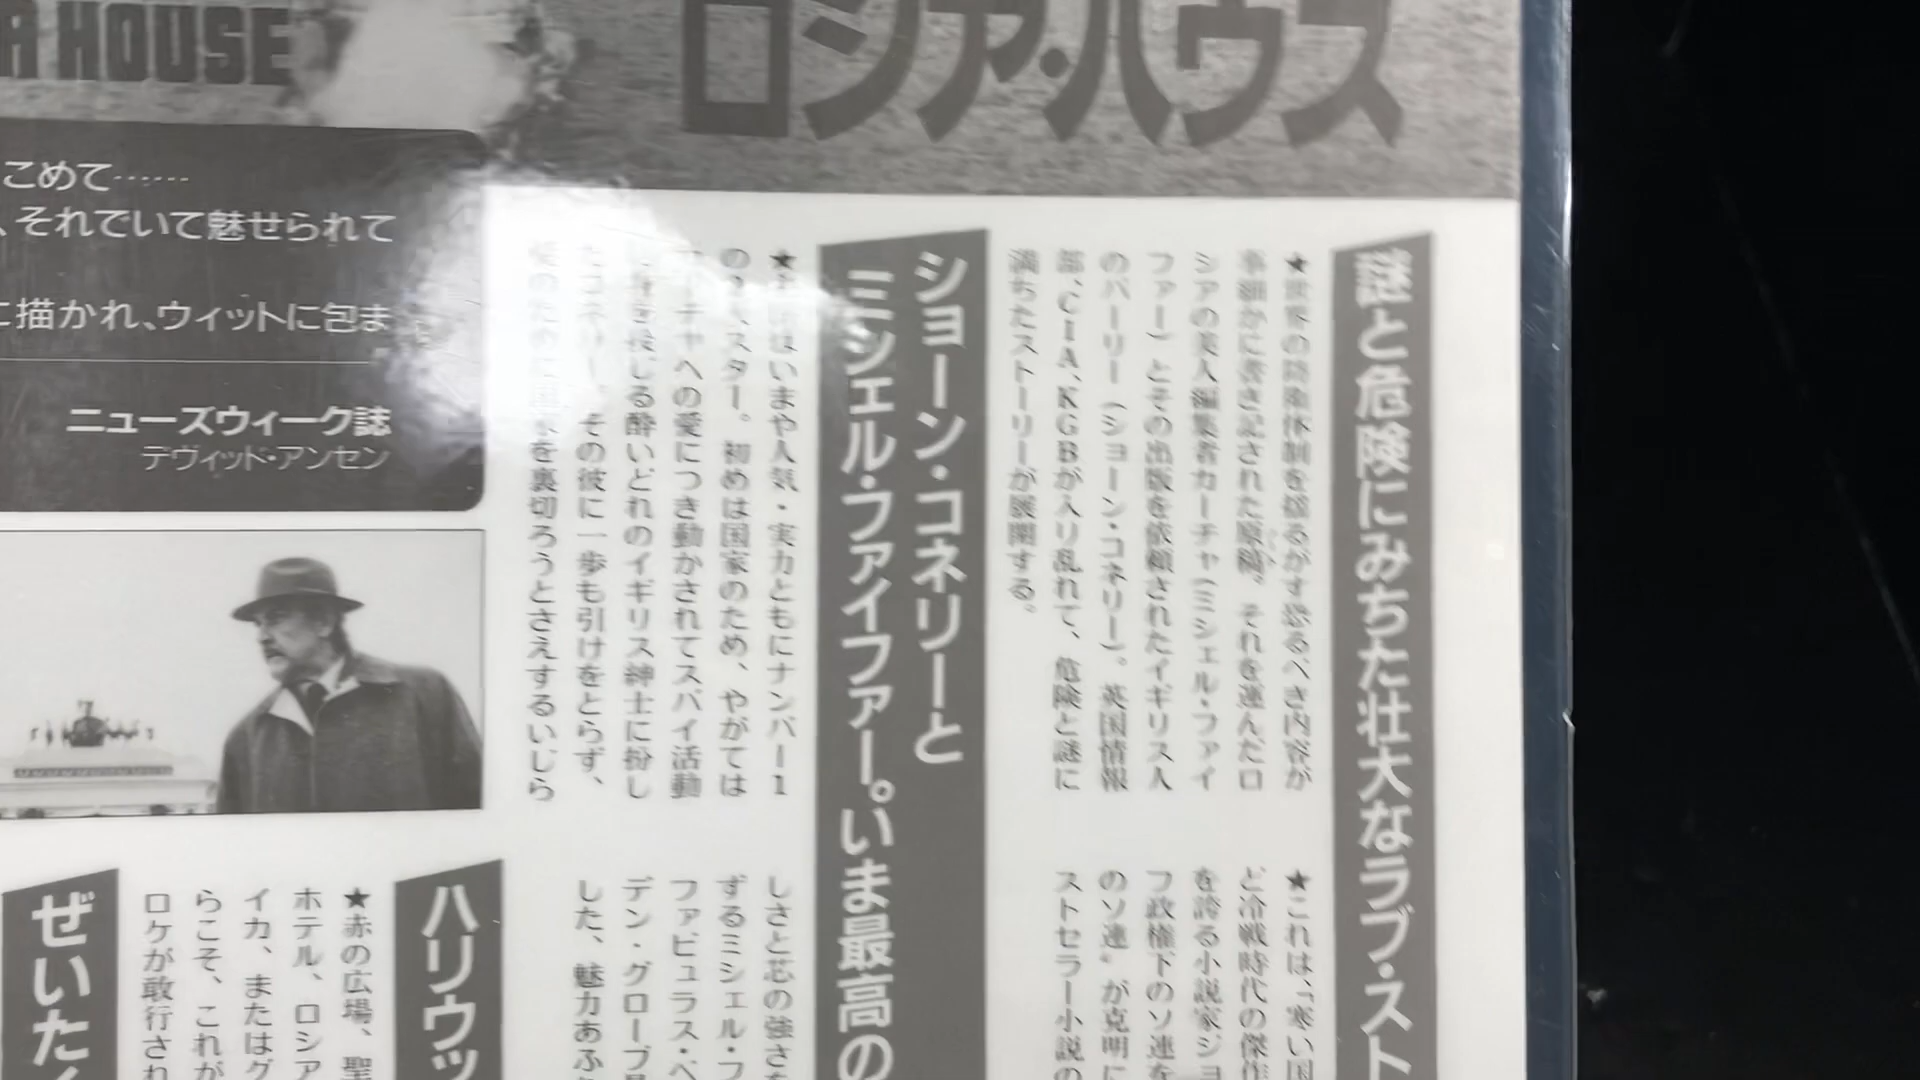 A HOUSE
ロシア・ハウス
こめて……
、それでいて魅せられて
に描かれ、ウィットに包ま
ニューズウィーク誌
デヴィッド・アンセン
謎と危険にみちた壮大なラブ・スト
★世界の防衛体制を揺るがす恐るべき内容が
事細かに書き記された原稿。それを運んだロ
シアの美人編集者カーチャ(ミシェル・ファイ
ファー)とその出版を依頼されたイギリス人
のバーリー(ショーン・コネリー)。英国情報
部、CIA、KGBが入り乱れて、危険と謎に
満ちたストーリーが展開する。
★これは、「寒い国
ど冷戦時代の傑作
を誇る小説家ジョ
フ政権下のソ連を
のソ連〟が克明に
ストセラー小説の
ショーン・コネリーと
ミシェル・ファイファー。いま最高の
はいまや人気・実力ともにナンバー1
スター。初めは国家のため、やがては
ーチャへの愛につき動かされてスパイ活動
に身を投じる酔いどれのイギリス紳士に扮し
たコネリー。その彼に一歩も引けをとらず、
のために国家を裏切ろうとさえするいじら
しさと芯の強さを
ずるミシェル・フ
ファビュラス・ベ
デン・グローブ
した、魅力あふ
ハリウッ
★赤の広場、聖
ホテル、ロシア
イカ、またはグ
らこそ、これが
ロケが敢行され
ぜいたく